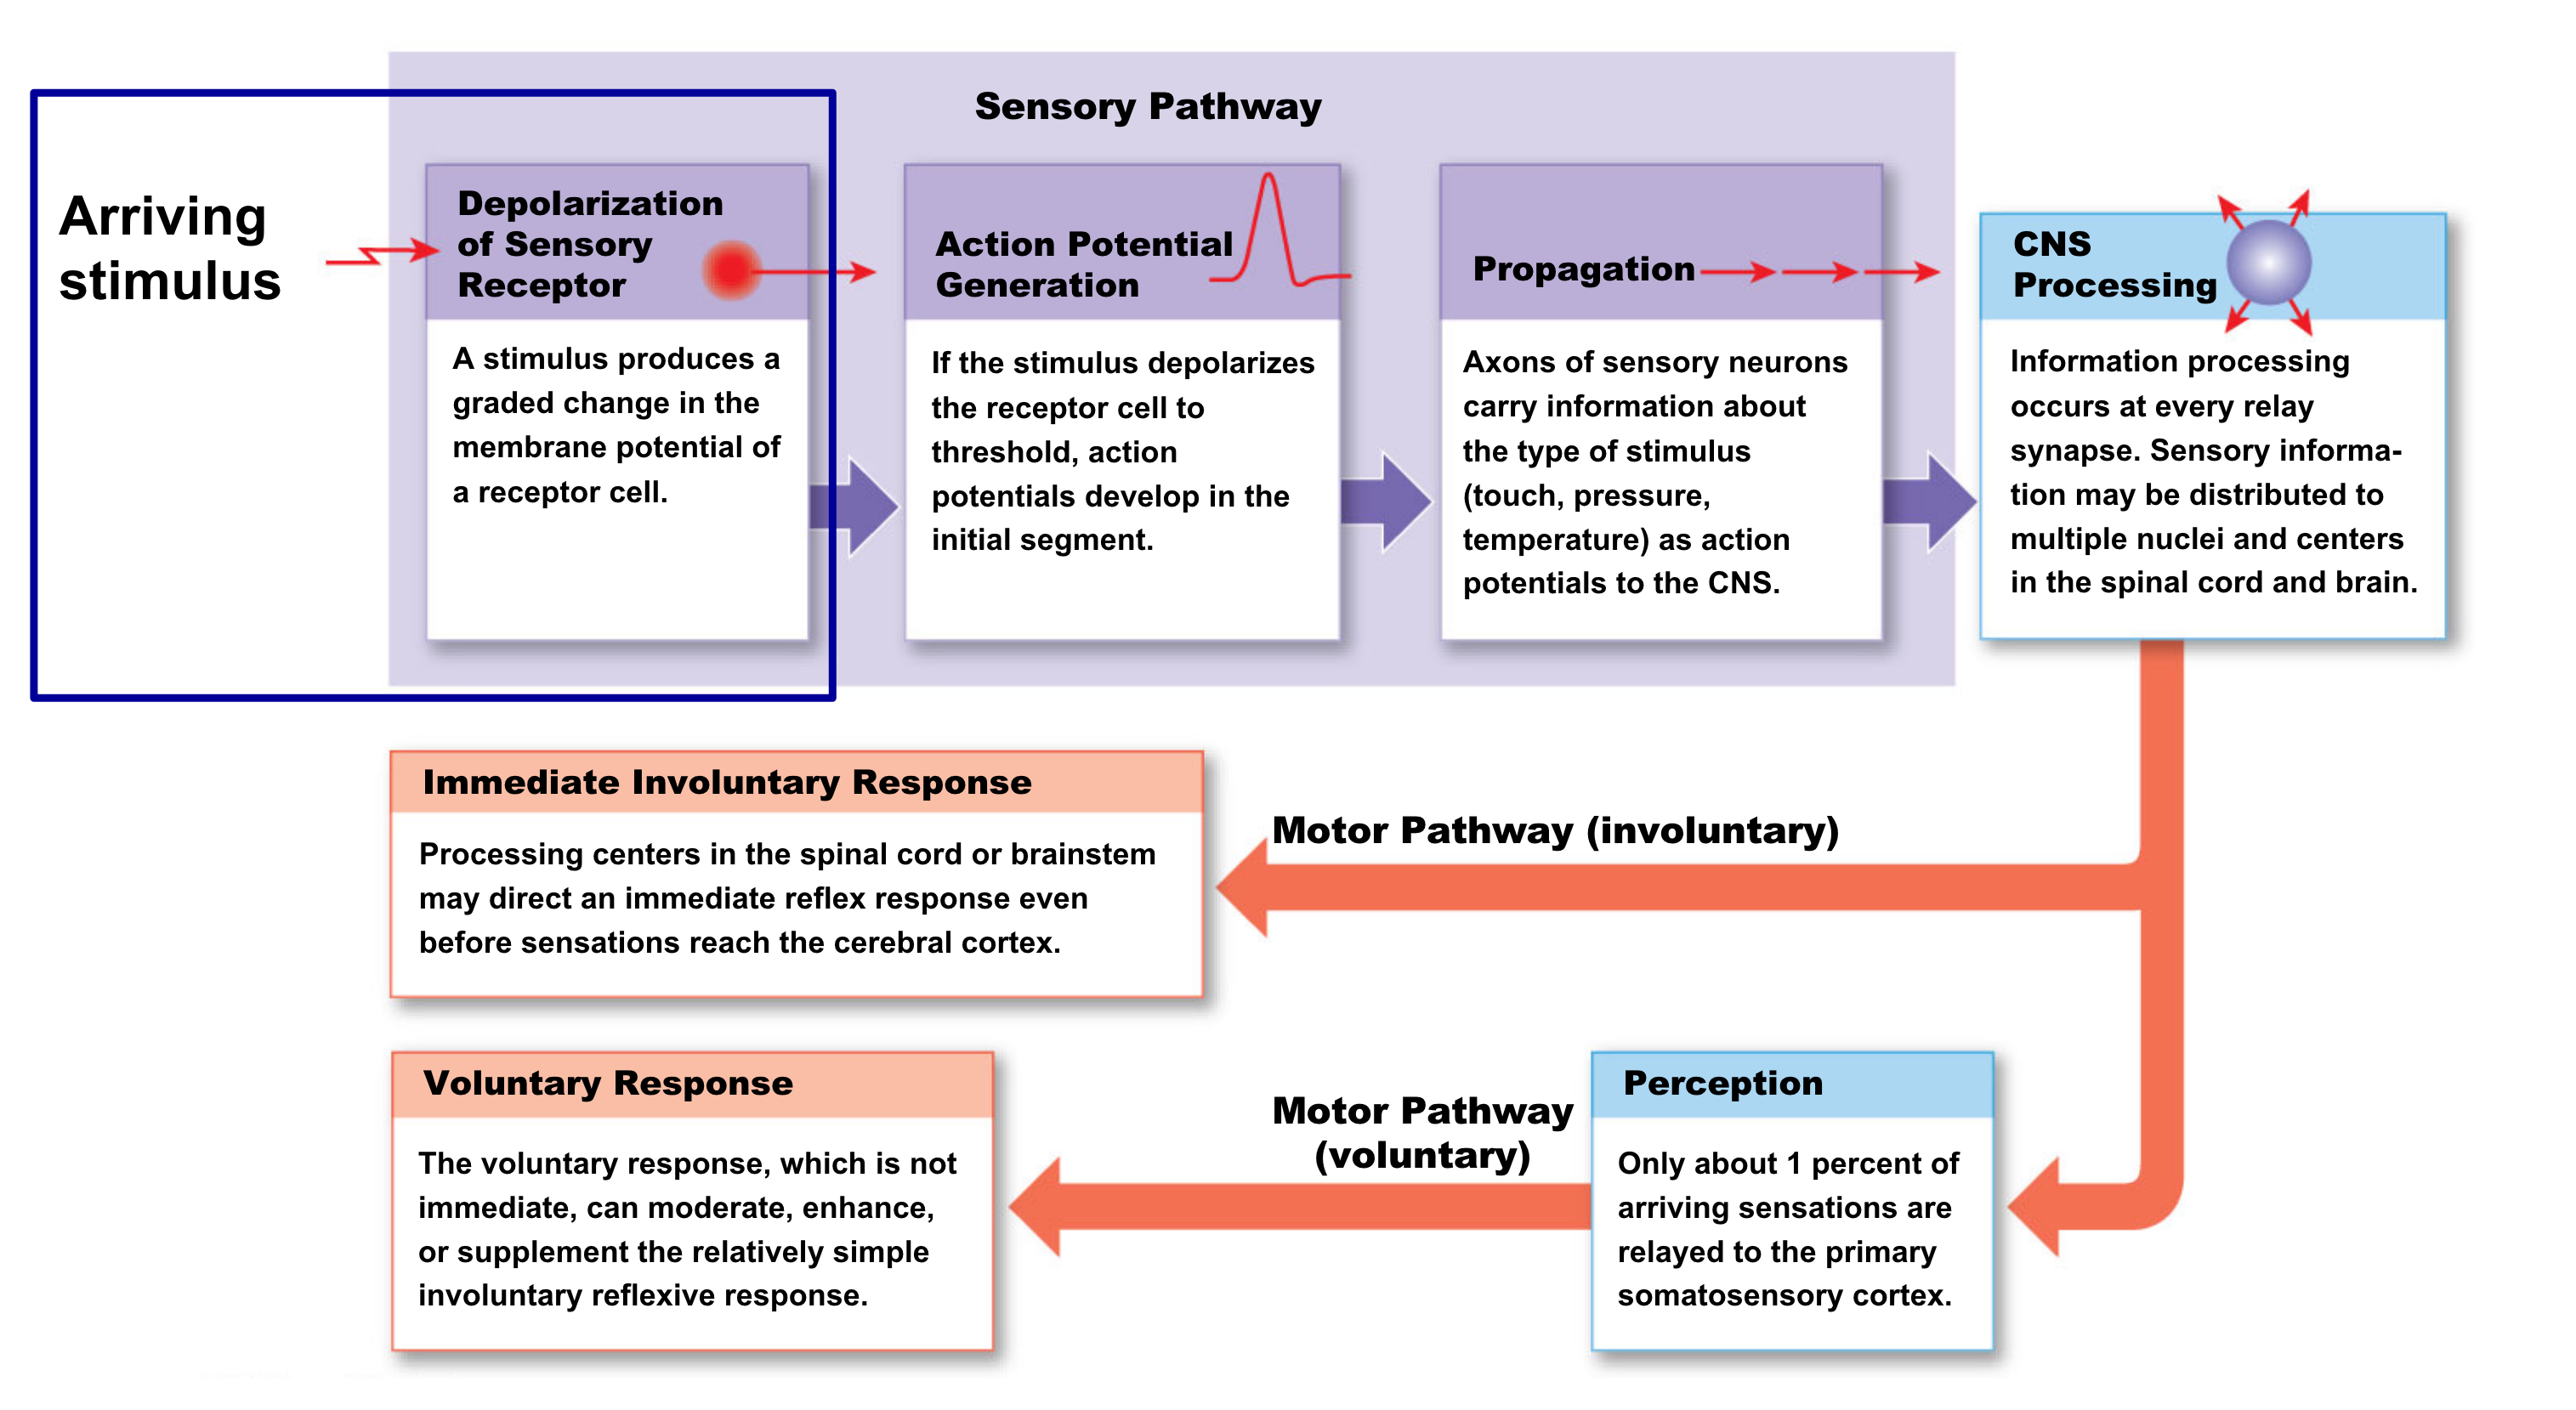 Sensory Pathway
Arriving
stimulus
Depolarization
of Sensory
Receptor
A stimulus produces a
graded change in the
membrane potential of
a receptor cell.
Action Potential
Generation
If the stimulus depolarizes
the receptor cell to
threshold, action
potentials develop in the
initial segment.
Propagation
Axons of sensory neurons
carry information about
the type of stimulus
(touch, pressure,
temperature) as action
potentials to the CNS.
CNS
Processing
Information processing
occurs at every relay
synapse. Sensory informa-
tion may be distributed to
multiple nuclei and centers
in the spinal cord and brain.
Immediate Involuntary Response
Processing centers in the spinal cord or brainstem
may direct an immediate reflex response even
before sensations reach the cerebral cortex.
Motor Pathway (involuntary)
Voluntary Response
The voluntary response, which is not
immediate, can moderate, enhance,
or supplement the relatively simple
involuntary reflexive response.
Motor Pathway
(voluntary)
Perception
Only about 1 percent of
arriving sensations are
relayed to the primary
somatosensory cortex.